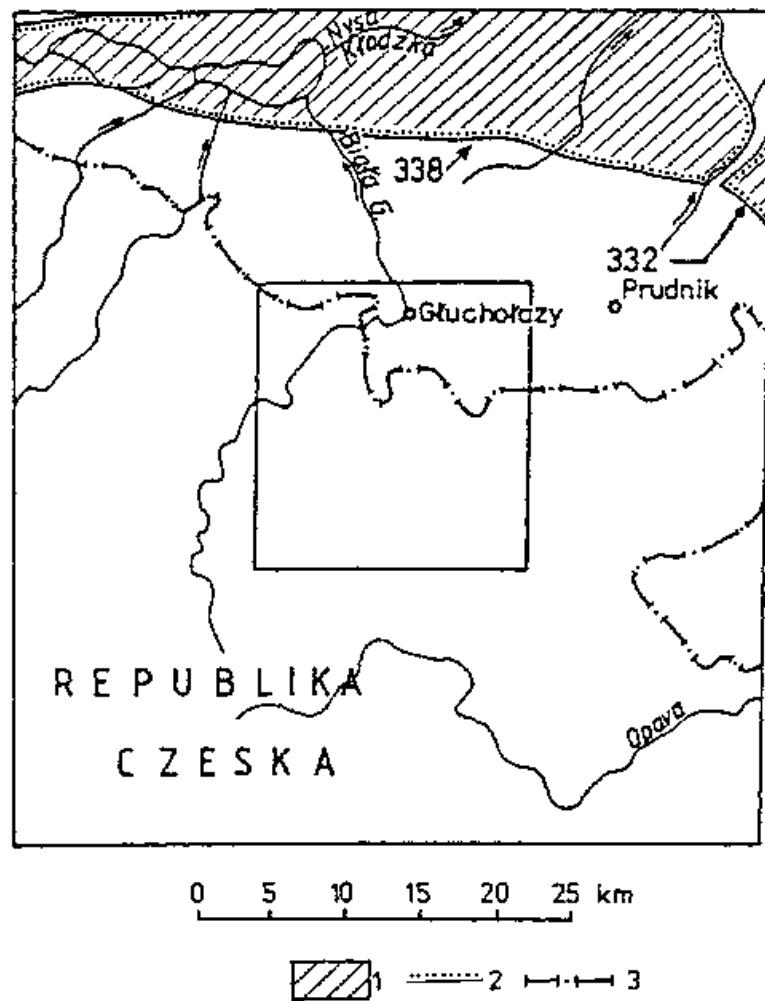 Nysa
Kłodzka
Biała G.
338
332
Prudnik
Głuchołazy
REPUBLIKA
CZESKA
Opava
0 5 10 15 20 25 km
1 2 3